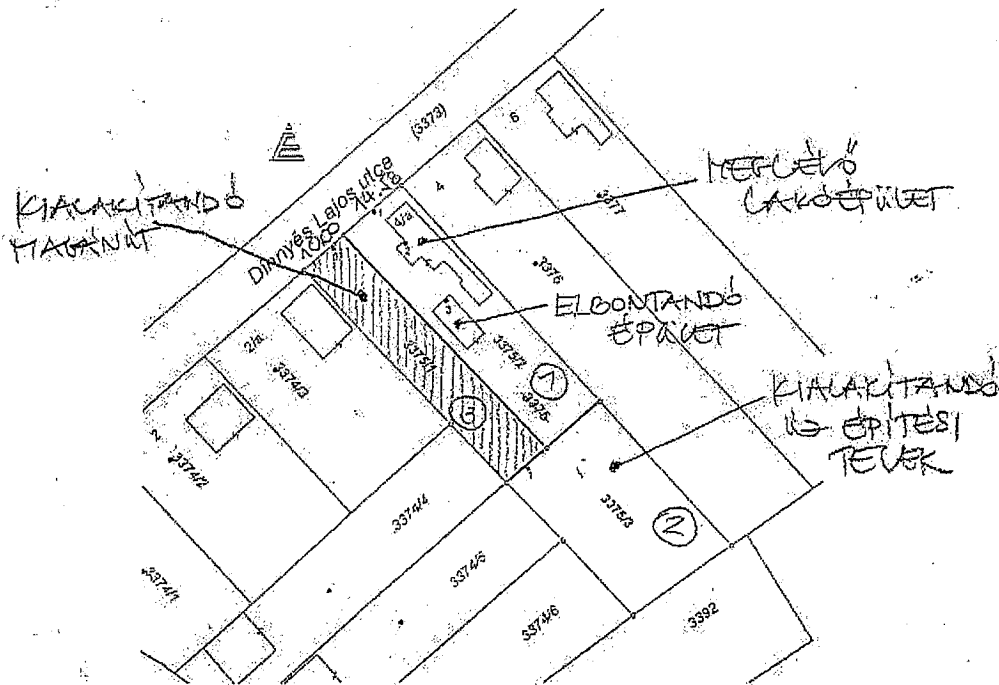 (3373)
É
Dinnyés Lajos utca
6
4
4/a
KIALAKÍTANDÓ
MAGÁNÚT
MEGLÉVŐ
LAKÓÉPÜLET
3377
3376
ELBONTANDÓ
ÉPÜLET
2/a
3374/3
3375/1
3375/2
1
3375
3
KIALAKÍTANDÓ
ÚJ ÉPÍTÉSI
TELEK
2
3374/2
3374/4
3375/3
2
3374/1
3374/5
3374/6
3392